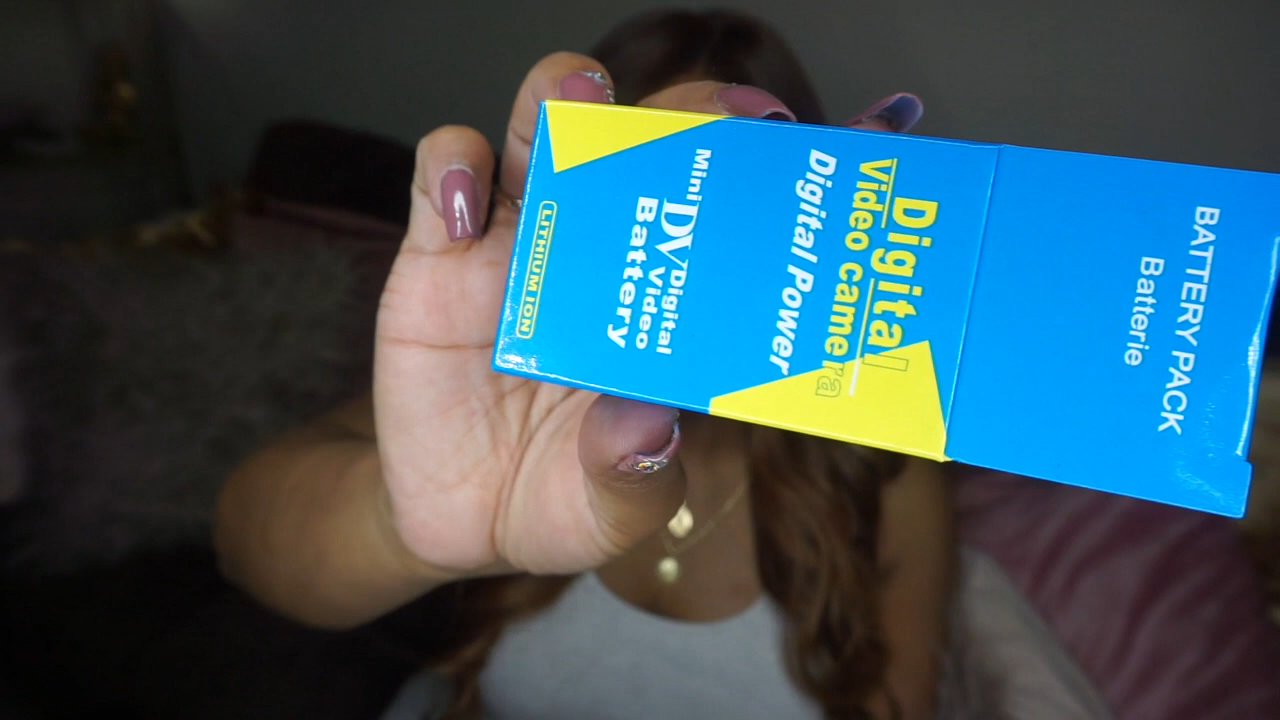 BATTERY PACK
Batterie
Digital
Video camera
Digital Power
Mini DV Digital
Video
Battery
LITHIUM ION